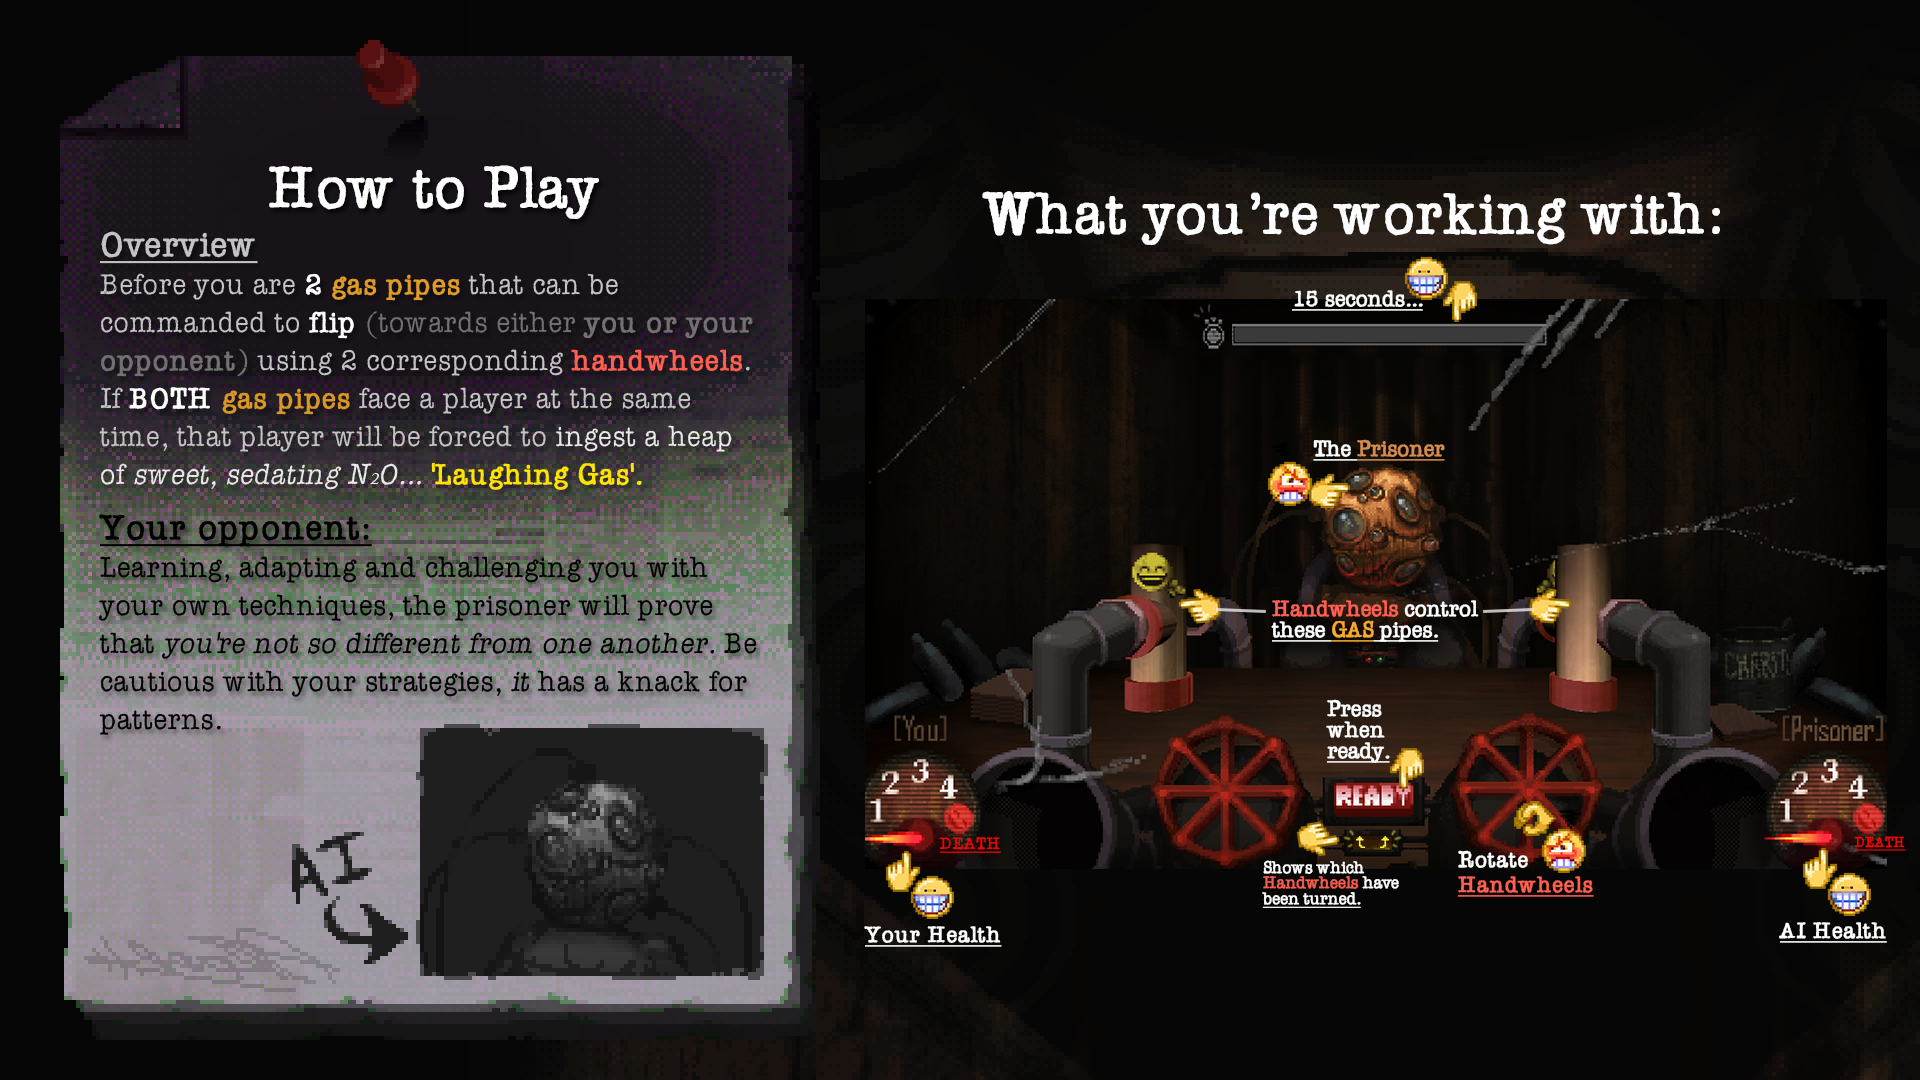 How to Play
Overview
Before you are 2 gas pipes that can be
commanded to flip (towards either you or your
opponent) using 2 corresponding handwheels.
If BOTH gas pipes face a player at the same
time, that player will be forced to ingest a heap
of sweet, sedating N₂O... 'Laughing Gas'.
Your opponent:
Learning, adapting and challenging you with
your own techniques, the prisoner will prove
that you're not so different from one another. Be
cautious with your strategies, it has a knack for
patterns.
AI
What you're working with:
15 seconds...
The Prisoner
Handwheels control
these GAS pipes.
CHARIT
[You]
[Prisoner]
Press
when
ready.
READY
1 2 3 4
DEATH
1 2 3 4
DEATH
Shows which
Handwheels have
been turned.
Rotate
Handwheels
Your Health
AI Health